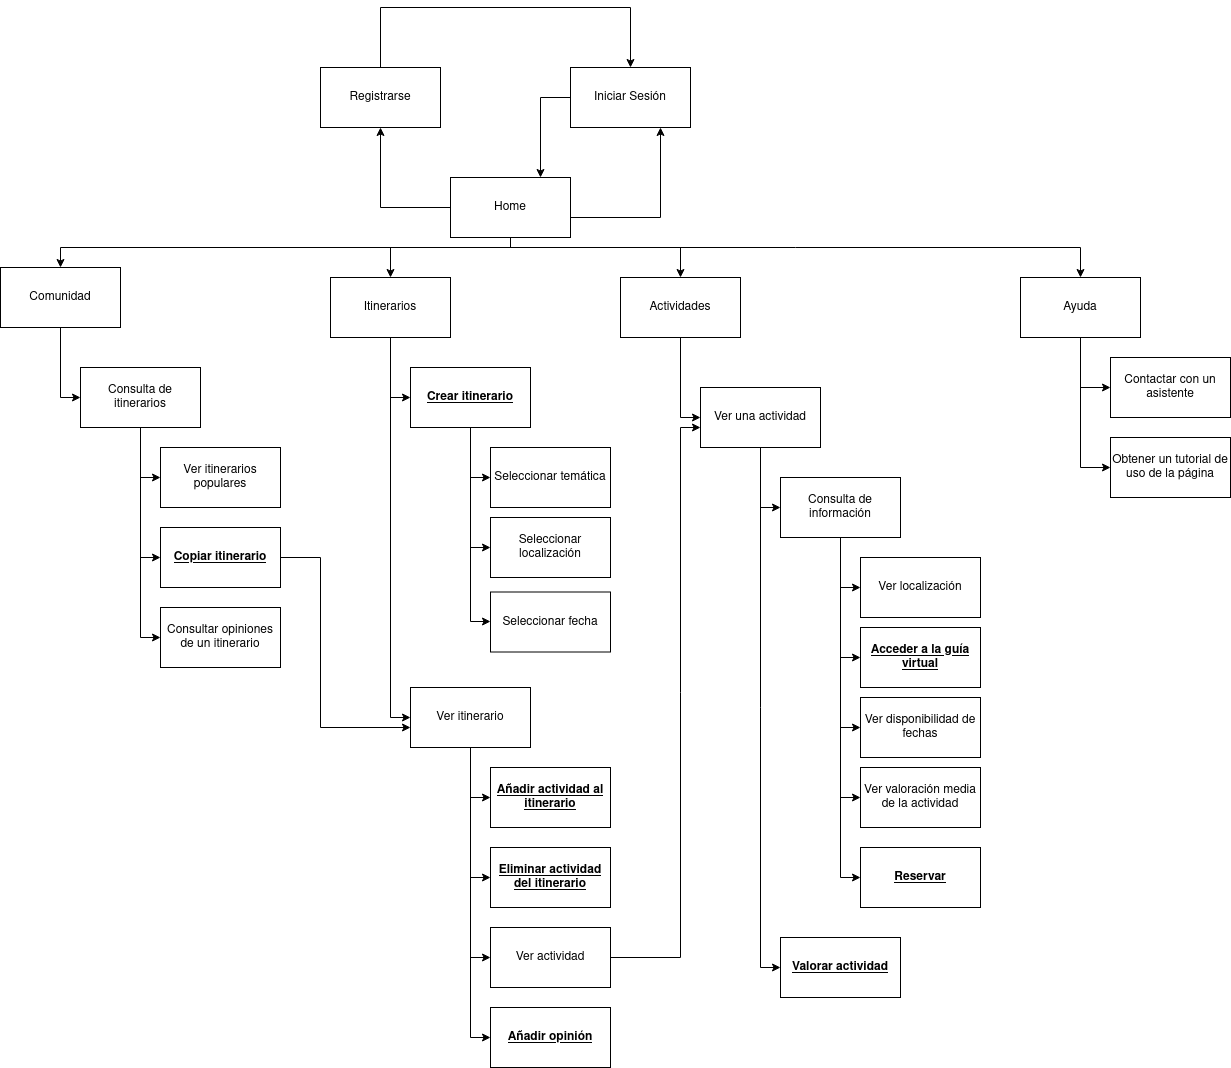 Registrarse
Iniciar Sesión
Home
Comunidad
Itinerarios
Actividades
Ayuda
Consulta de
itinerarios
Ver itinerarios
populares
Copiar itinerario
Consultar opiniones
de un itinerario
Crear itinerario
Seleccionar temática
Seleccionar
localización
Seleccionar fecha
Ver itinerario
Añadir actividad al
itinerario
Eliminar actividad
del itinerario
Ver actividad
Añadir opinión
Ver una actividad
Consulta de
información
Ver localización
Acceder a la guía
virtual
Ver disponibilidad de
fechas
Ver valoración media
de la actividad
Reservar
Valorar actividad
Contactar con un
asistente
Obtener un tutorial de
uso de la página